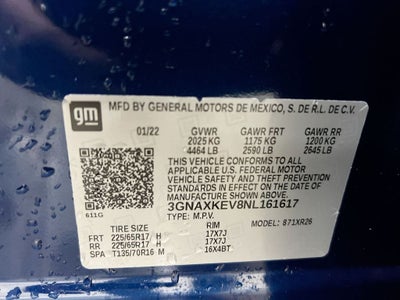 gm
MFD BY GENERAL MOTORS DE MEXICO, S. DE R.L. DE C.V.
01/22 GVWR GAWR FRT GAWR RR
2025 KG 1175 KG 1200 KG
4464 LB 2590 LB 2645 LB
THIS VEHICLE CONFORMS TO ALL
APPLICABLE U.S. FEDERAL MOTOR
VEHICLE SAFETY AND THEFT PREVENTION
STANDARDS IN EFFECT ON THE DATE OF
MANUFACTURE SHOWN ABOVE.
3GNAXKEV8NL161617
611G
TYPE: M.P.V. MODEL: 871XR26
TIRE SIZE RIM
FRT 225/65R17 H 17X7J
RR 225/65R17 H 17X7J
SPA T135/70R16 M 16X4BT